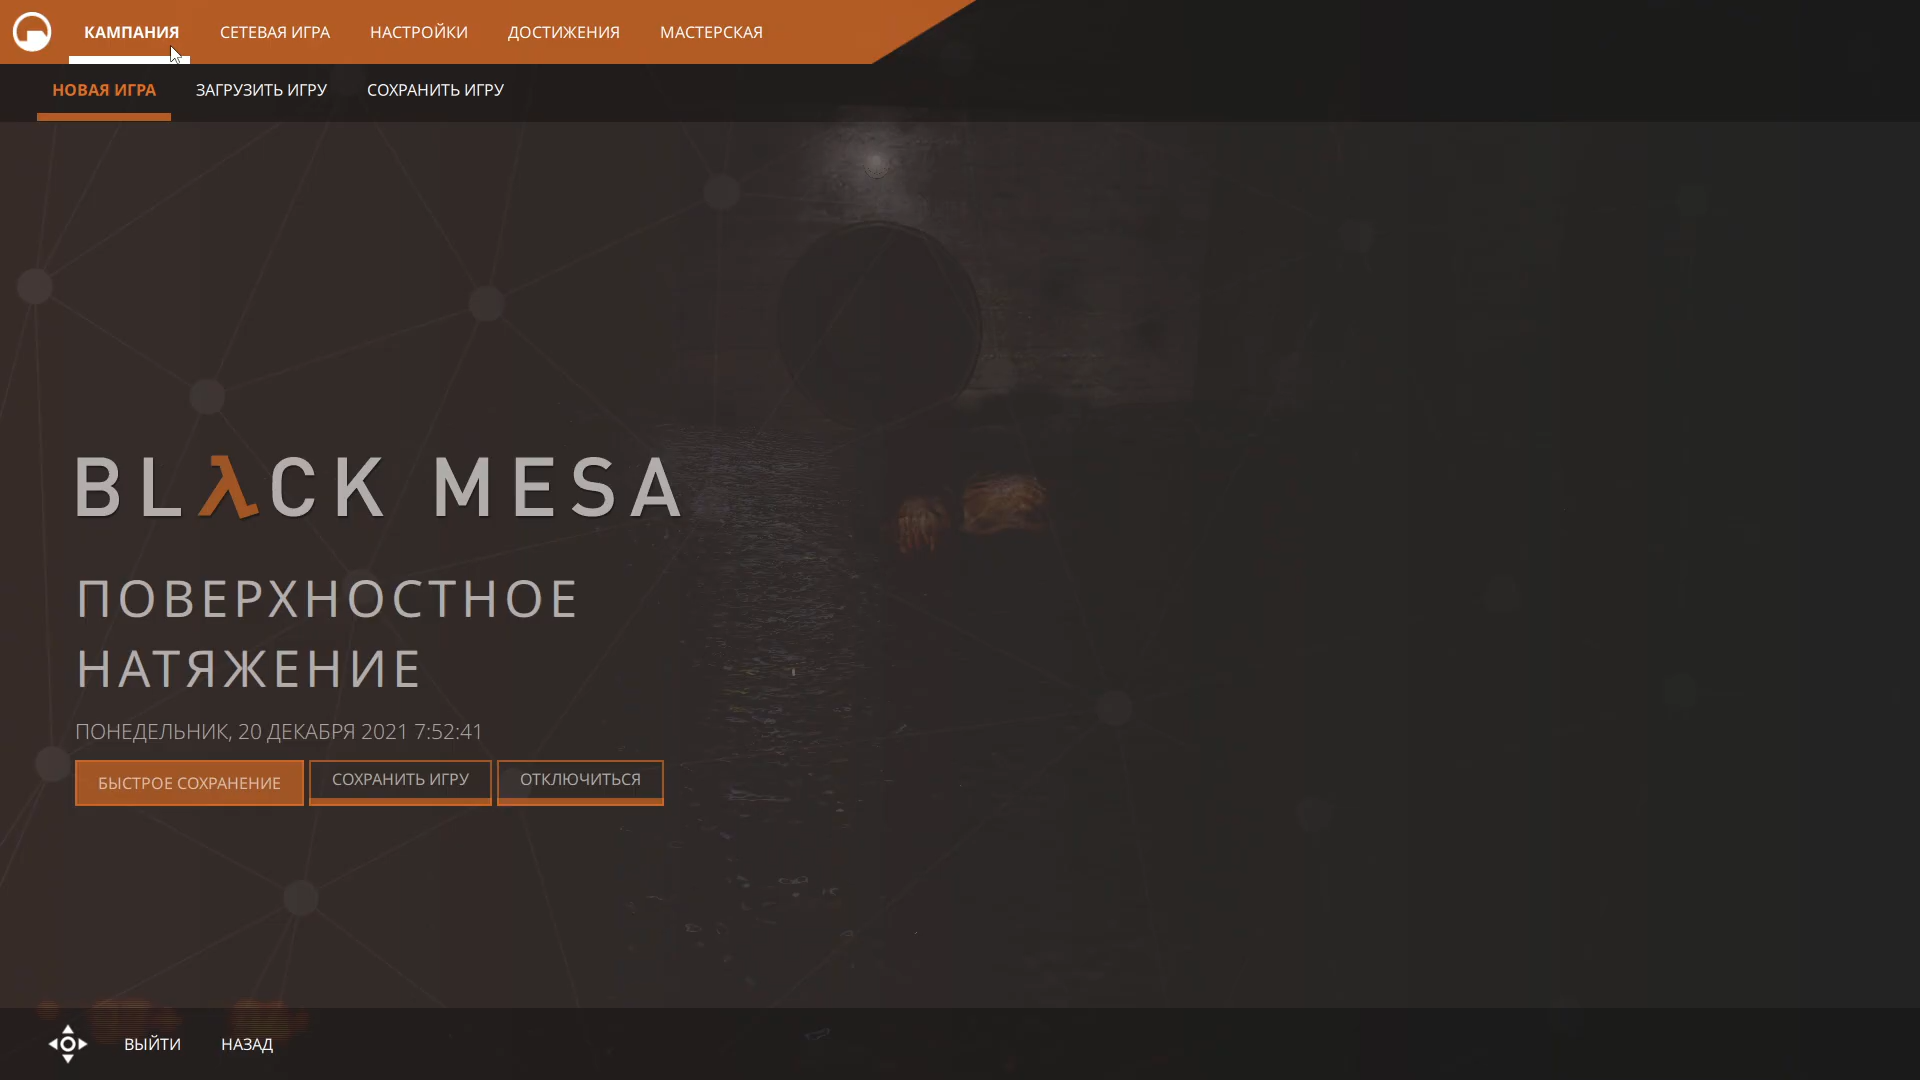 КАМПАНИЯ СЕТЕВАЯ ИГРА НАСТРОЙКИ ДОСТИЖЕНИЯ МАСТЕРСКАЯ
НОВАЯ ИГРА ЗАГРУЗИТЬ ИГРУ СОХРАНИТЬ ИГРУ
BLλCK MESA
ПОВЕРХНОСТНОЕ
НАТЯЖЕНИЕ
ПОНЕДЕЛЬНИК, 20 ДЕКАБРЯ 2021 7:52:41
БЫСТРОЕ СОХРАНЕНИЕ СОХРАНИТЬ ИГРУ ОТКЛЮЧИТЬСЯ
ВЫЙТИ НАЗАД